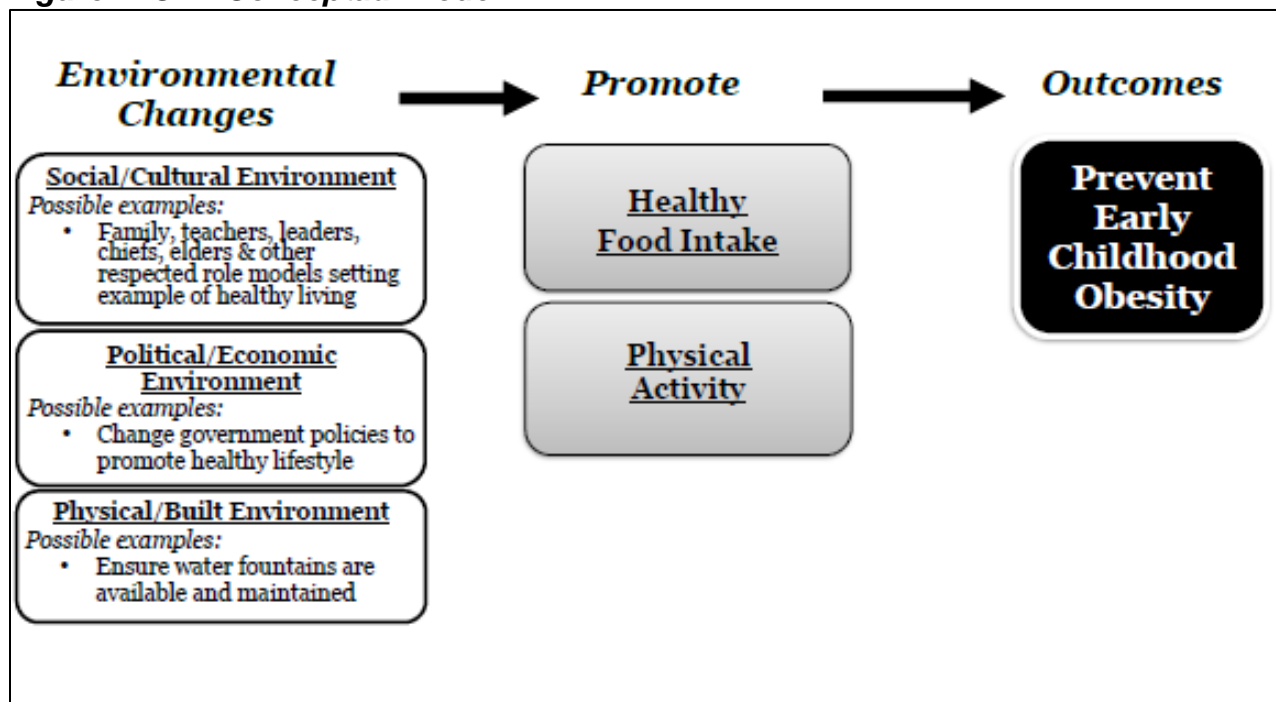 Environmental
Changes
Promote
Outcomes
Social/Cultural Environment
Possible examples:
• Family, teachers, leaders,
chiefs, elders & other
respected role models setting
example of healthy living
Political/Economic
Environment
Possible examples:
• Change government policies to
promote healthy lifestyle
Physical/Built Environment
Possible examples:
• Ensure water fountains are
available and maintained
Healthy
Food Intake
Physical
Activity
Prevent
Early
Childhood
Obesity